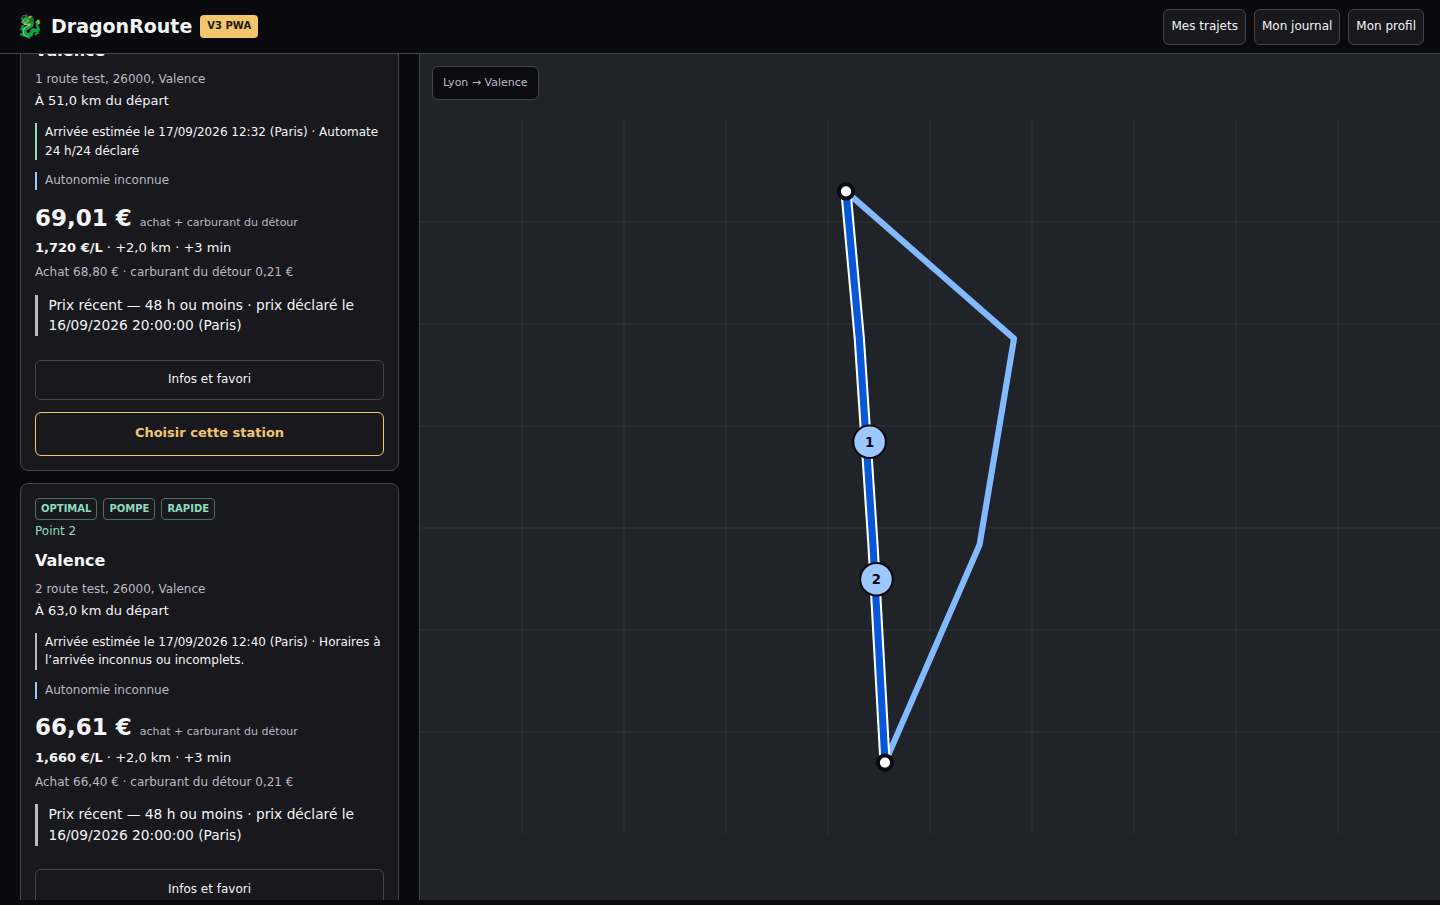 🐉 DragonRoute V3 PWA
Mes trajets
Mon journal
Mon profil
Valence
1 route test, 26000, Valence
À 51,0 km du départ
Arrivée estimée le 17/09/2026 12:32 (Paris) · Automate
24 h/24 déclaré
Autonomie inconnue
69,01 € achat + carburant du détour
1,720 €/L · +2,0 km · +3 min
Achat 68,80 € · carburant du détour 0,21 €
Prix récent — 48 h ou moins · prix déclaré le
16/09/2026 20:00:00 (Paris)
Infos et favori
Choisir cette station
OPTIMAL POMPE RAPIDE
Point 2
Valence
2 route test, 26000, Valence
À 63,0 km du départ
Arrivée estimée le 17/09/2026 12:40 (Paris) · Horaires à
l’arrivée inconnus ou incomplets.
Autonomie inconnue
66,61 € achat + carburant du détour
1,660 €/L · +2,0 km · +3 min
Achat 66,40 € · carburant du détour 0,21 €
Prix récent — 48 h ou moins · prix déclaré le
16/09/2026 20:00:00 (Paris)
Infos et favori
Lyon → Valence
1
2